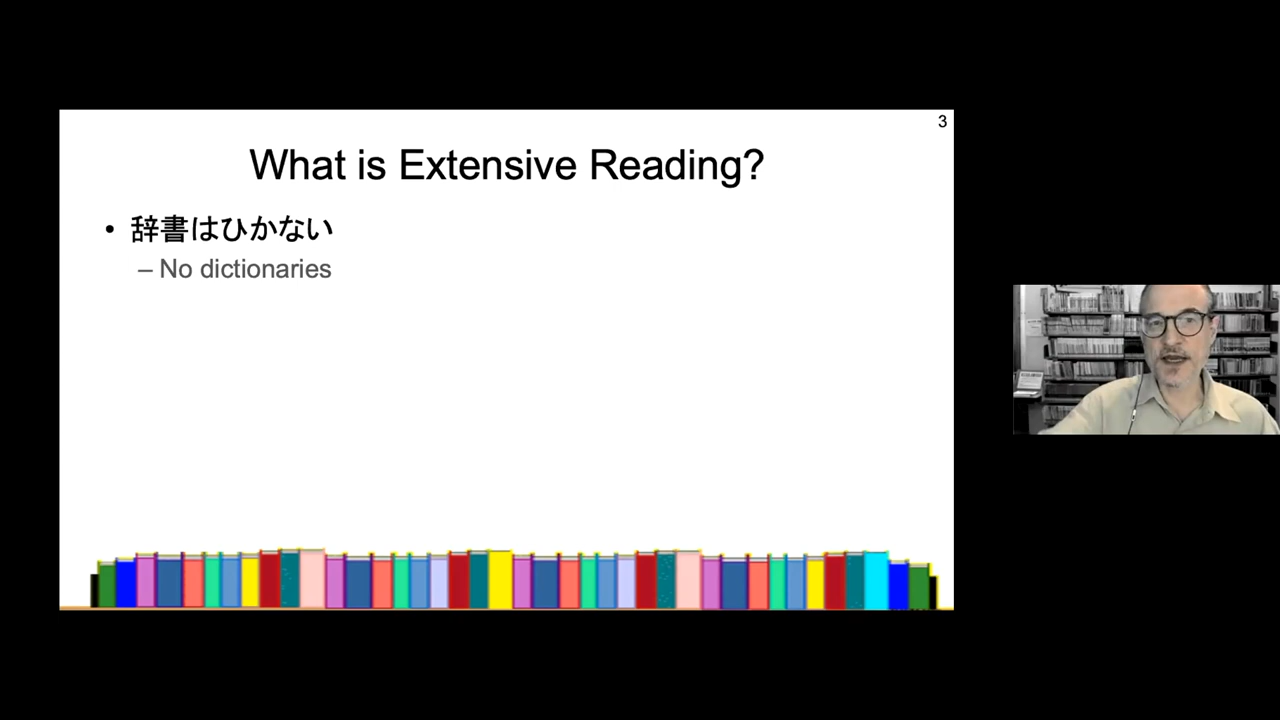 3
What is Extensive Reading?
• 辞書はひかない
– No dictionaries